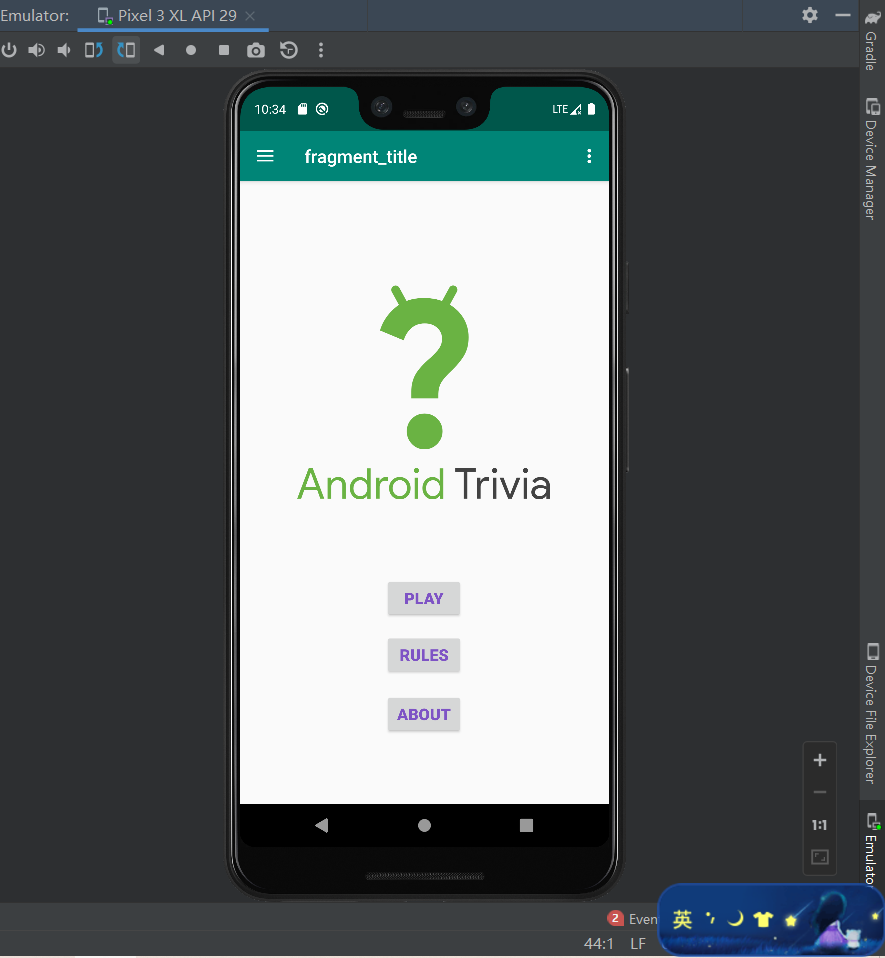 Emulator:
Pixel 3 XL API 29
Gradle
Device Manager
10:34
LTE
fragment_title
Android Trivia
PLAY
RULES
ABOUT
Device File Explorer
1:1
Emulator
2
Even
英
44:1
LF